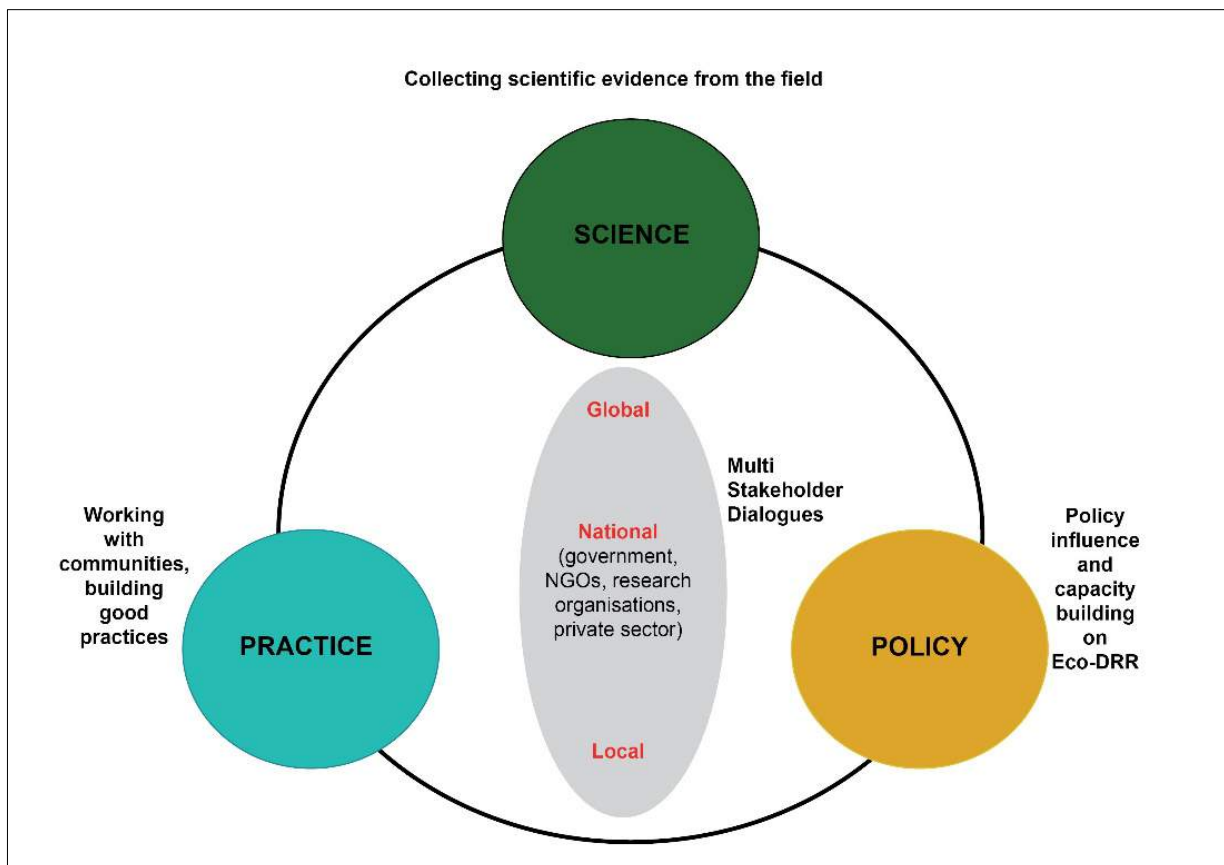 Collecting scientific evidence from the field
SCIENCE
Global
Multi
Stakeholder
Dialogues
National
(government,
NGOs, research
organisations,
private sector)
Local
Working
with
communities,
building
good
practices
PRACTICE
POLICY
Policy
influence
and
capacity
building
on
Eco-DRR